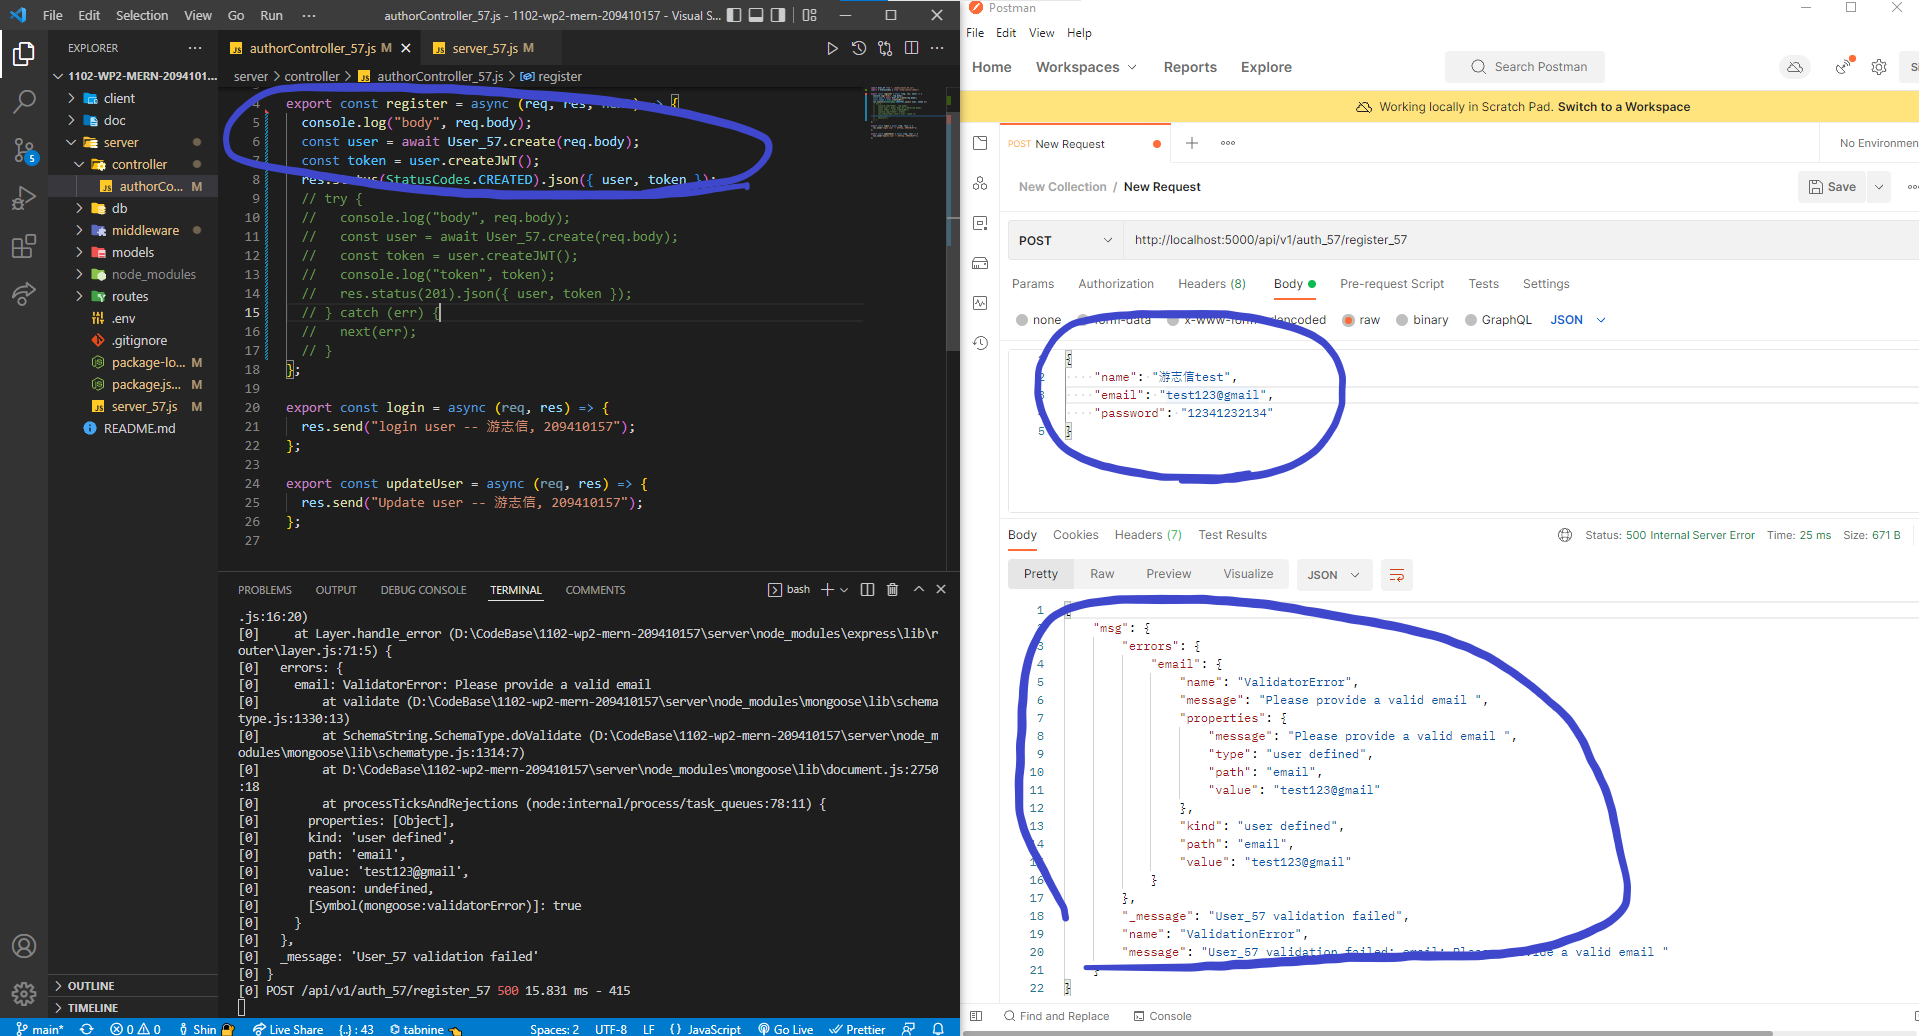 File Edit Selection View Go Run ··· authorController_57.js - 1102-wp2-mern-209410157 - Visual S...
EXPLORER
1102-WP2-MERN-2094101...
client
doc
server
controller
authorCo... M
db
middleware
models
node_modules
routes
.env
.gitignore
package-lo... M
package.js... M
server_57.js M
README.md
OUTLINE
TIMELINE
authorController_57.js M
server_57.js M
server > controller > authorController_57.js > register
4 export const register = async (req, res, => {
5 console.log("body", req.body);
6 const user = await User_57.create(req.body);
7 const token = user.createJWT();
8 res.status(StatusCodes.CREATED).json({ user, token });
9 // try {
10 // console.log("body", req.body);
11 // const user = await User_57.create(req.body);
12 // const token = user.createJWT();
13 // console.log("token", token);
14 // res.status(201).json({ user, token });
15 // } catch (err) {
16 // next(err);
17 // }
18 };
19
20 export const login = async (req, res) => {
21 res.send("login user -- 游志信, 209410157");
22 };
23
24 export const updateUser = async (req, res) => {
25 res.send("Update user -- 游志信, 209410157");
26 };
27
PROBLEMS OUTPUT DEBUG CONSOLE TERMINAL COMMENTS bash
.js:16:20)
[0] at Layer.handle_error (D:\CodeBase\1102-wp2-mern-209410157\server\node_modules\express\lib\r
outer\layer.js:71:5) {
[0] errors: {
[0] email: ValidatorError: Please provide a valid email
[0] at validate (D:\CodeBase\1102-wp2-mern-209410157\server\node_modules\mongoose\lib\schema
type.js:1330:13)
[0] at SchemaString.SchemaType.doValidate (D:\CodeBase\1102-wp2-mern-209410157\server\node_m
odules\mongoose\lib\schematype.js:1314:7)
[0] at D:\CodeBase\1102-wp2-mern-209410157\server\node_modules\mongoose\lib\document.js:2750
:18
[0] at processTicksAndRejections (node:internal/process/task_queues:78:11) {
[0] properties: [Object],
[0] kind: 'user defined',
[0] path: 'email',
[0] value: 'test123@gmail',
[0] reason: undefined,
[0] [Symbol(mongoose:validatorError)]: true
[0] }
[0] },
[0] _message: 'User_57 validation failed'
[0] }
[0] POST /api/v1/auth_57/register_57 500 15.831 ms - 415
main* 0 0 Shin Live Share {..} : 43 tabnine Spaces: 2 UTF-8 LF {} JavaScript Go Live Prettier
Postman
File Edit View Help
Home Workspaces Reports Explore Search Postman
Working locally in Scratch Pad. Switch to a Workspace
POST New Request No Environmen
New Collection / New Request Save
POST http://localhost:5000/api/v1/auth_57/register_57
Params Authorization Headers (8) Body Pre-request Script Tests Settings
none form-data raw binary GraphQL JSON
{
2 "name": "游志信test",
3 "email": "test123@gmail",
"password": "12341232134"
5 }
Body Cookies Headers (7) Test Results Status: 500 Internal Server Error Time: 25 ms Size: 671 B
Pretty Raw Preview Visualize JSON
1 {
"msg": {
3 "errors": {
4 "email": {
5 "name": "ValidatorError",
6 "message": "Please provide a valid email ",
7 "properties": {
8 "message": "Please provide a valid email ",
9 "type": "user defined",
10 "path": "email",
11 "value": "test123@gmail"
12 },
13 "kind": "user defined",
14 "path": "email",
15 "value": "test123@gmail"
16 }
17 },
18 "_message": "User_57 validation failed",
19 "name": "ValidationError",
20 "message": "User_57 validation failed: email: Please provide a valid email "
21 }
22 }
Find and Replace Console